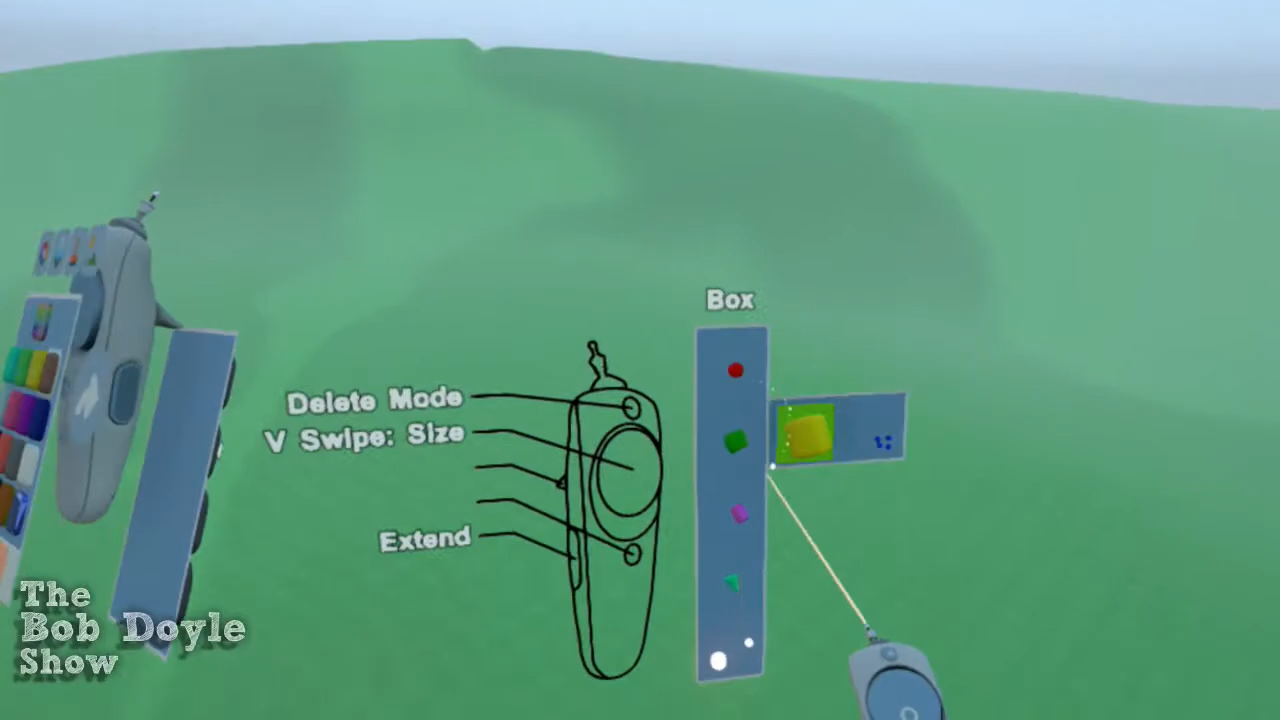 Box
Delete Mode
V Swipe: Size
Extend
The
Bob Doyle
Show